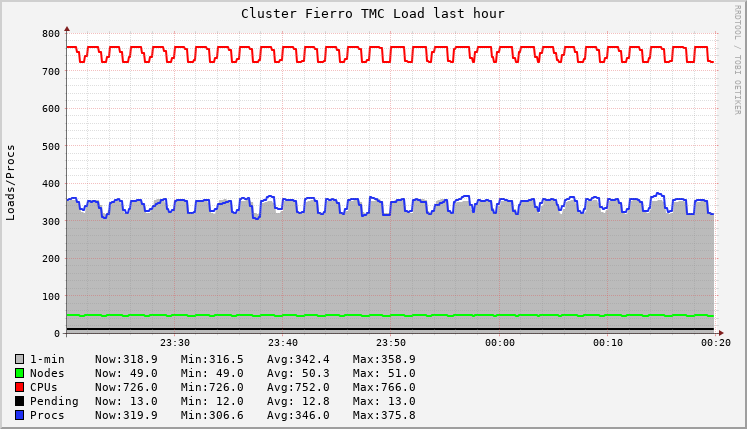 Cluster Fierro TMC Load last hour
RRDTOOL / TOBI OETIKER
Loads/Procs
800
700
600
500
400
300
200
100
0
23:30 23:40 23:50 00:00 00:10 00:20
1-min Now:318.9 Min:316.5 Avg:342.4 Max:358.9
Nodes Now: 49.0 Min: 49.0 Avg: 50.3 Max: 51.0
CPUs Now:726.0 Min:726.0 Avg:752.0 Max:766.0
Pending Now: 13.0 Min: 12.0 Avg: 12.8 Max: 13.0
Procs Now:319.9 Min:306.6 Avg:346.0 Max:375.8